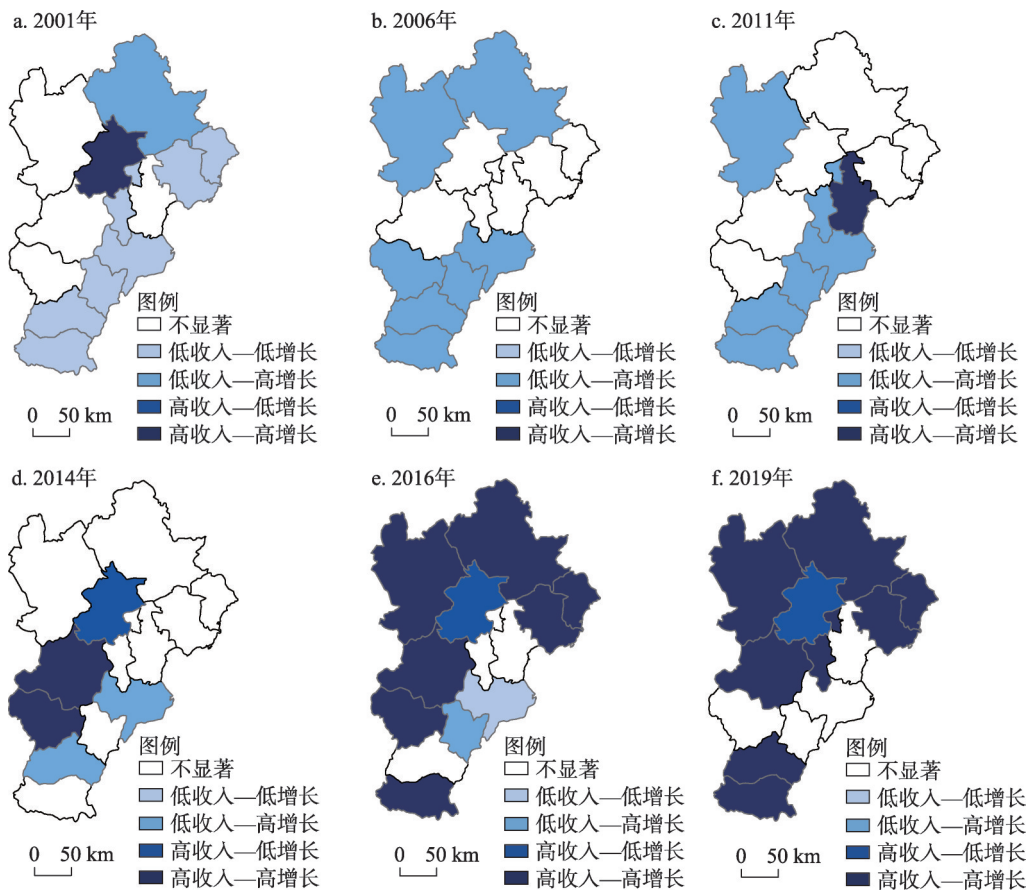 a. 2001年
b. 2006年
c. 2011年
图例
不显著
低收入—低增长
低收入—高增长
高收入—低增长
高收入—高增长
0 50 km
图例
不显著
低收入—低增长
低收入—高增长
高收入—低增长
高收入—高增长
0 50 km
图例
不显著
低收入—低增长
低收入—高增长
高收入—低增长
高收入—高增长
0 50 km
d. 2014年
e. 2016年
f. 2019年
图例
不显著
低收入—低增长
低收入—高增长
高收入—低增长
高收入—高增长
0 50 km
图例
不显著
低收入—低增长
低收入—高增长
高收入—低增长
高收入—高增长
0 50 km
图例
不显著
低收入—低增长
低收入—高增长
高收入—低增长
高收入—高增长
0 50 km